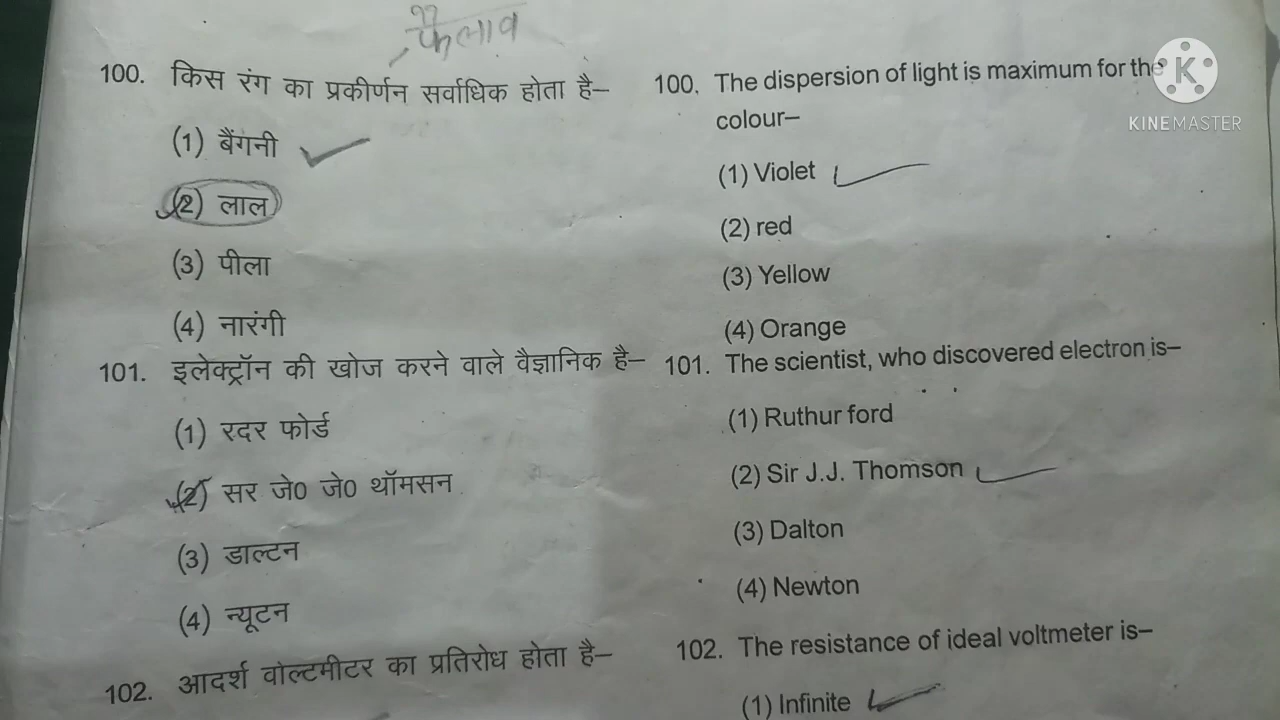 फैलाव
100. किस रंग का प्रकीर्णन सर्वाधिक होता है–
(1) बैंगनी
(2) लाल
(3) पीला
(4) नारंगी
101. इलेक्ट्रॉन की खोज करने वाले वैज्ञानिक है–
(1) रदर फोर्ड
(2) सर जे0 जे0 थॉमसन
(3) डाल्टन
(4) न्यूटन
102. आदर्श वोल्टमीटर का प्रतिरोध होता है–
100. The dispersion of light is maximum for the
colour–
(1) Violet
(2) red
(3) Yellow
(4) Orange
101. The scientist, who discovered electron is–
(1) Ruthur ford
(2) Sir J.J. Thomson
(3) Dalton
(4) Newton
102. The resistance of ideal voltmeter is–
(1) Infinite
K
KINEMASTER